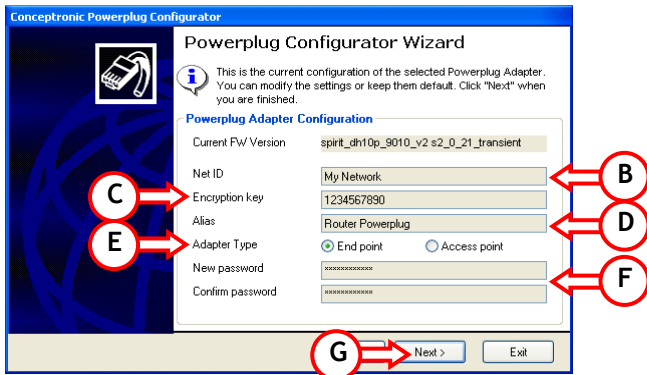 Conceptronic Powerplug Configurator
Powerplug Configurator Wizard
This is the current configuration of the selected Powerplug Adapter.
You can modify the settings or keep them default. Click "Next" when
you are finished.
Powerplug Adapter Configuration
Current FW Version spirit_dh10p_9010_v2 s2_0_21_transient
Net ID My Network B
C Encryption key 1234567890
Alias Router Powerplug D
E Adapter Type End point Access point
New password xxxxxxxxxxxx
F
Confirm password xxxxxxxxxxxx
G Next > Exit